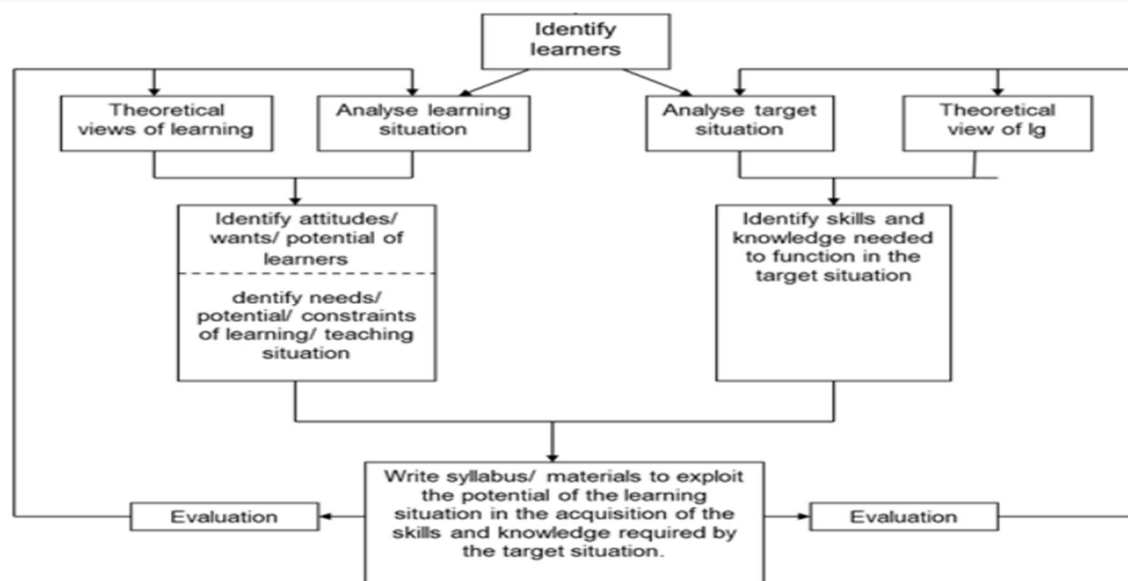 Identify
learners
Theoretical
views of learning
Analyse learning
situation
Analyse target
situation
Theoretical
view of lg
Identify attitudes/
wants/ potential of
learners
dentify needs/
potential/ constraints
of learning/ teaching
situation
Identify skills and
knowledge needed
to function in the
target situation
Write syllabus/ materials to exploit
the potential of the learning
situation in the acquisition of the
skills and knowledge required by
the target situation.
Evaluation
Evaluation